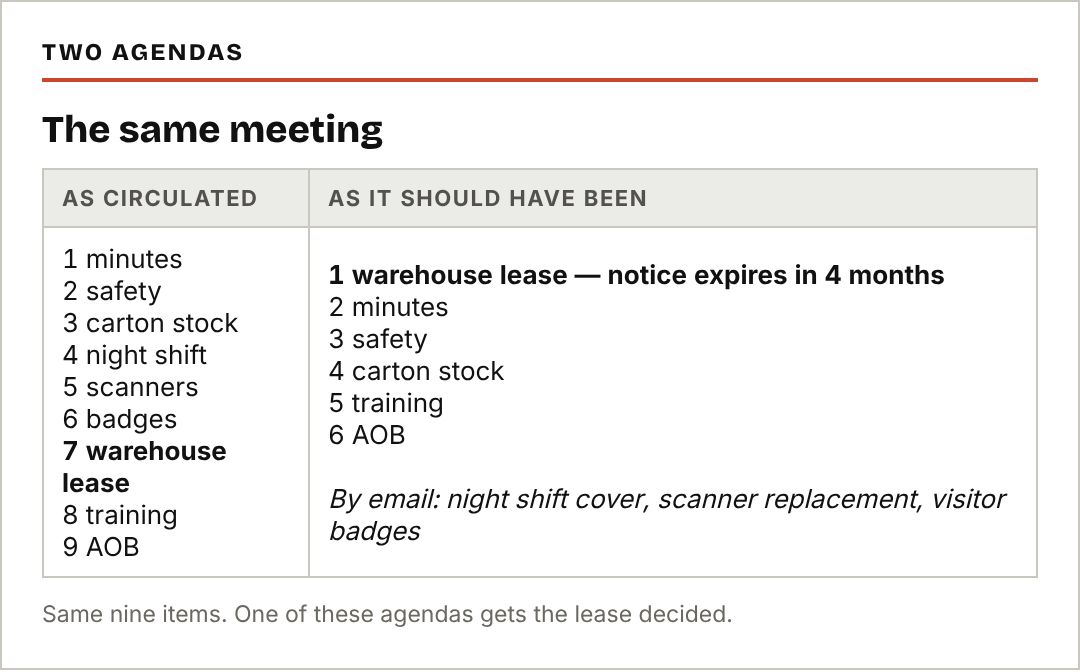 TWO AGENDAS
The same meeting
AS CIRCULATED
AS IT SHOULD HAVE BEEN
1 minutes
2 safety
3 carton stock
4 night shift
5 scanners
6 badges
7 warehouse
lease
8 training
9 AOB
1 warehouse lease — notice expires in 4 months
2 minutes
3 safety
4 carton stock
5 training
6 AOB
By email: night shift cover, scanner replacement, visitor
badges
Same nine items. One of these agendas gets the lease decided.